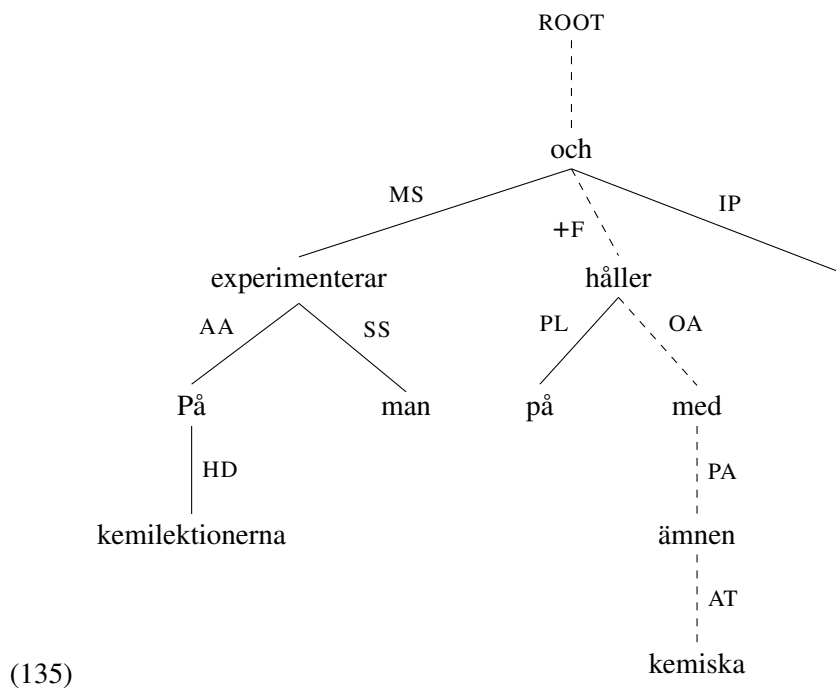 ROOT
och
MS +F IP
experimenterar håller
AA SS PL OA
På man på med
HD PA
kemilektionerna ämnen
AT
(135) kemiska